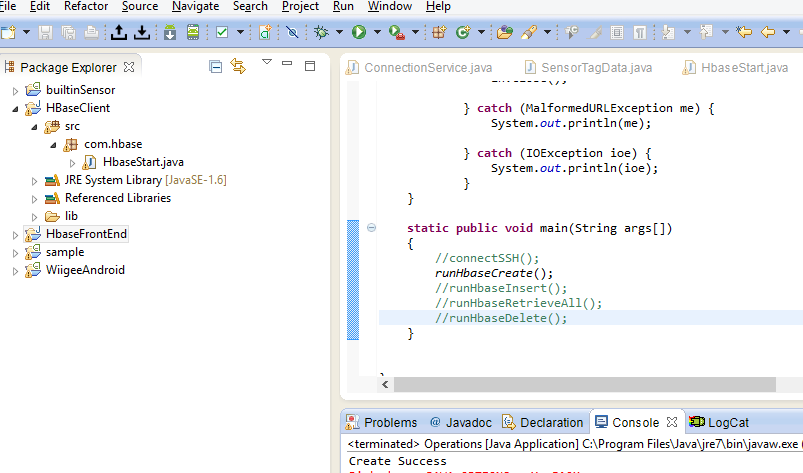 File Edit Refactor Source Navigate Search Project Run Window Help
Package Explorer
builtinSensor
HBaseClient
src
com.hbase
HbaseStart.java
JRE System Library [JavaSE-1.6]
Referenced Libraries
lib
HbaseFrontEnd
sample
WiigeeAndroid
ConnectionService.java SensorTagData.java HbaseStart.java
} catch (MalformedURLException me) {
System.out.println(me);
} catch (IOException ioe) {
System.out.println(ioe);
}
}
static public void main(String args[])
{
//connectSSH();
runHbaseCreate();
//runHbaseInsert();
//runHbaseRetrieveAll();
//runHbaseDelete();
}
Problems @ Javadoc Declaration Console LogCat
<terminated> Operations [Java Application] C:\Program Files\Java\jre7\bin\javaw.exe (
Create Success